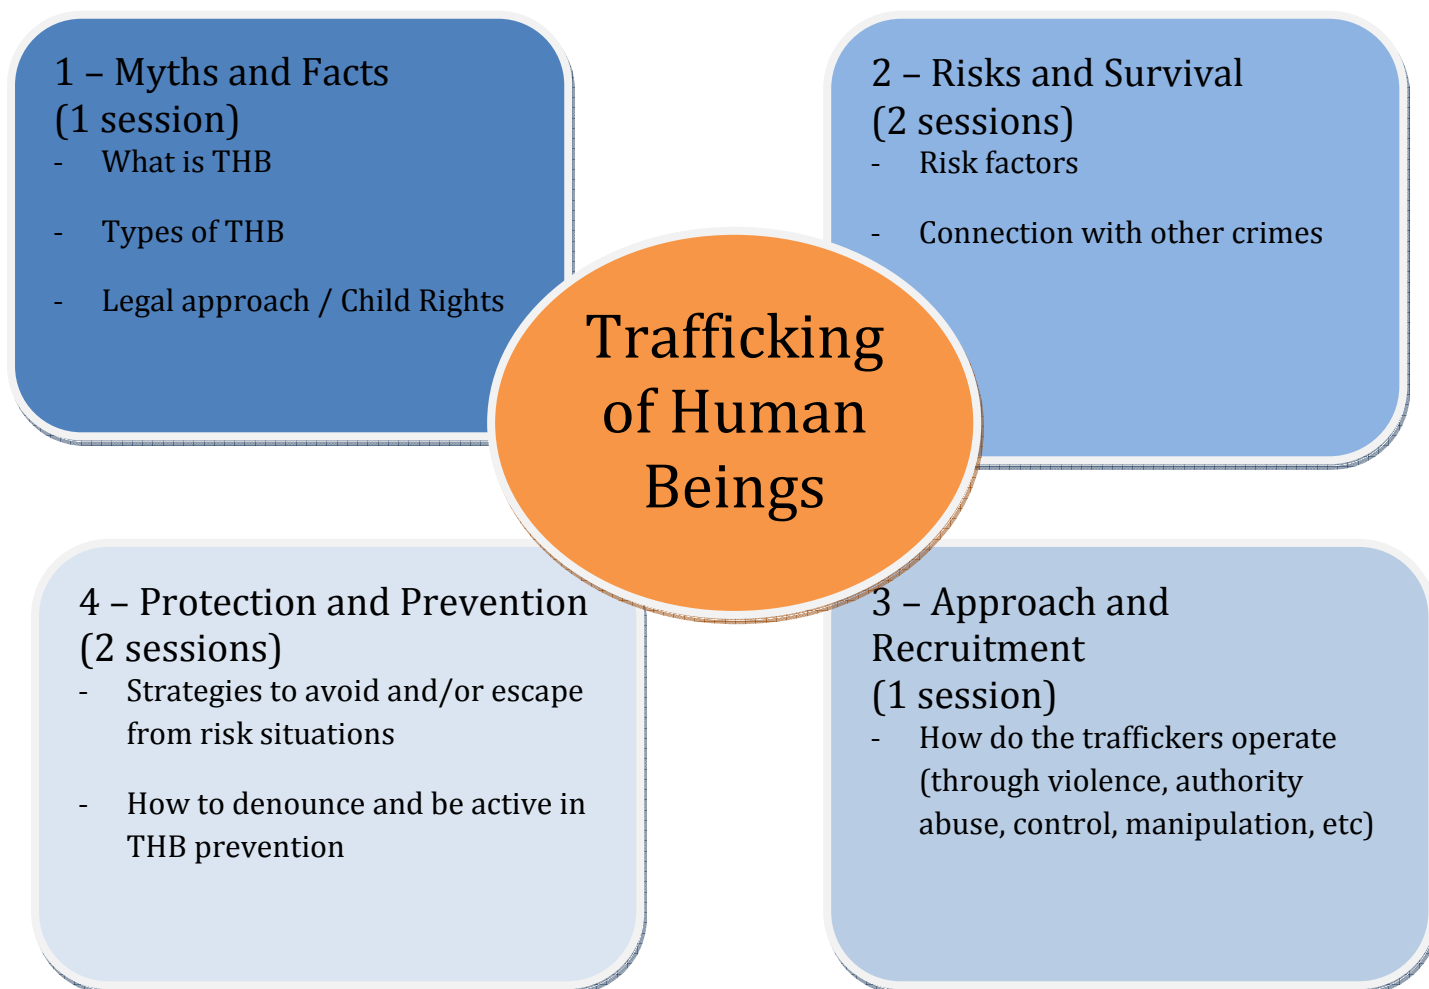 1 – Myths and Facts
(1 session)
- What is THB
- Types of THB
- Legal approach / Child Rights
2 – Risks and Survival
(2 sessions)
- Risk factors
- Connection with other crimes
Trafficking
of Human
Beings
4 – Protection and Prevention
(2 sessions)
- Strategies to avoid and/or escape
from risk situations
- How to denounce and be active in
THB prevention
3 – Approach and
Recruitment
(1 session)
- How do the traffickers operate
(through violence, authority
abuse, control, manipulation, etc)